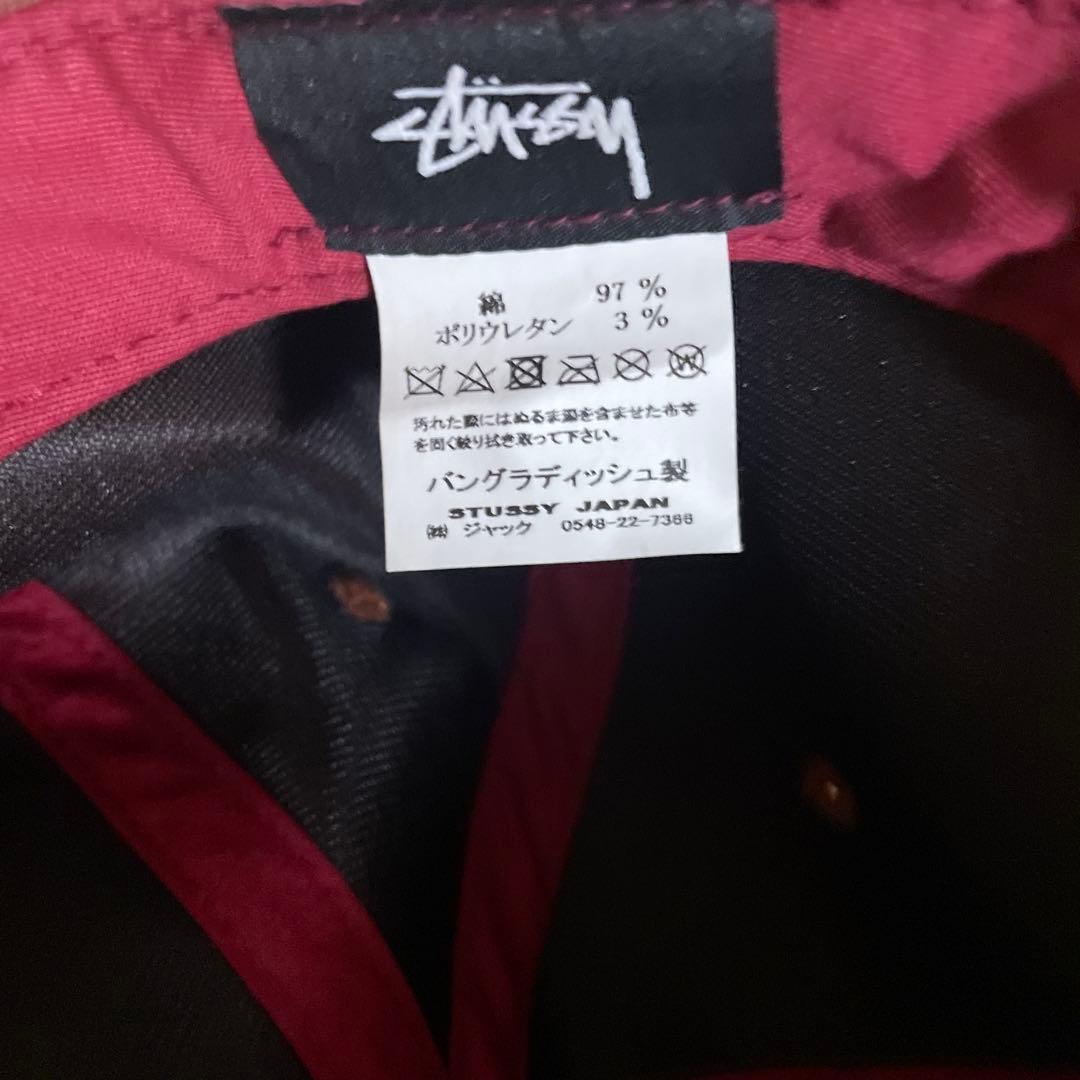 STÜSSY
綿 97 %
ポリウレタン 3 %
W
汚れた際にはぬるま湯を含ませた布等
を固く絞り拭き取って下さい。
バングラディッシュ製
STUSSY JAPAN
㈱ ジャック 0548-22-7366